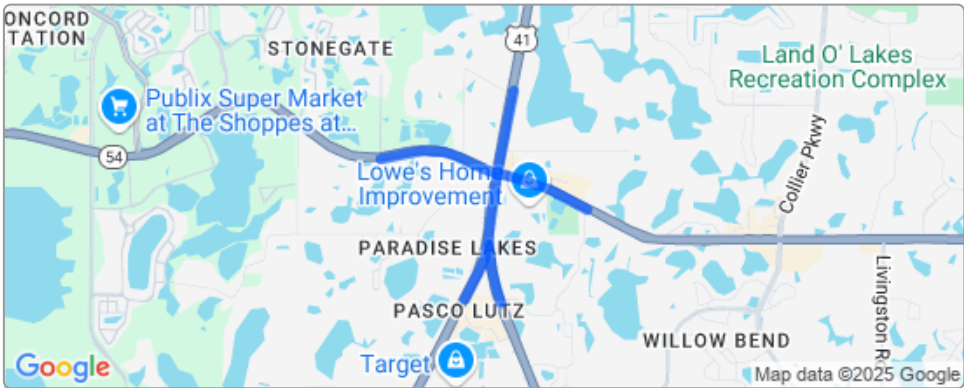 ONCORD
TATION
STONEGATE
41
Land O' Lakes
Recreation Complex
Publix Super Market
at The Shoppes at...
54
Collier Pkwy
Lowe's Home
Improvement
PARADISE LAKES
Livingston R
PASCO LUTZ
WILLOW BEND
Target
Google
Map data ©2025 Google